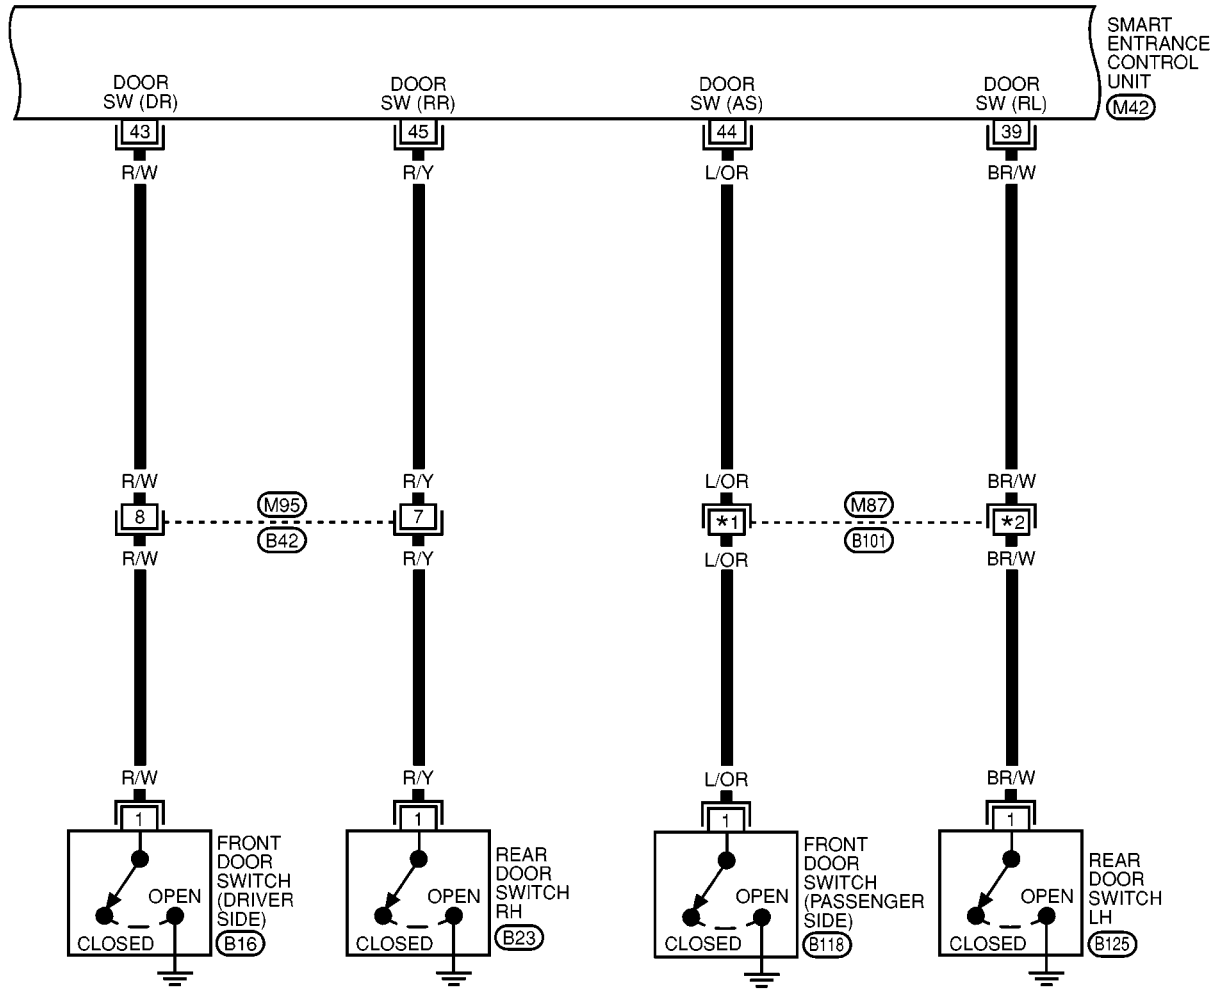 SMART
ENTRANCE
CONTROL
UNIT
M42
DOOR
SW (DR)
DOOR
SW (RR)
DOOR
SW (AS)
DOOR
SW (RL)
43
45
44
39
R/W
R/Y
L/OR
BR/W
R/W
R/Y
L/OR
BR/W
8
M95
B42
7
*1
M87
B101
*2
R/W
R/Y
L/OR
BR/W
R/W
R/Y
L/OR
BR/W
1
1
1
1
OPEN
CLOSED
FRONT
DOOR
SWITCH
(DRIVER
SIDE)
B16
OPEN
CLOSED
REAR
DOOR
SWITCH
RH
B23
OPEN
CLOSED
FRONT
DOOR
SWITCH
(PASSENGER
SIDE)
B118
OPEN
CLOSED
REAR
DOOR
SWITCH
LH
B125